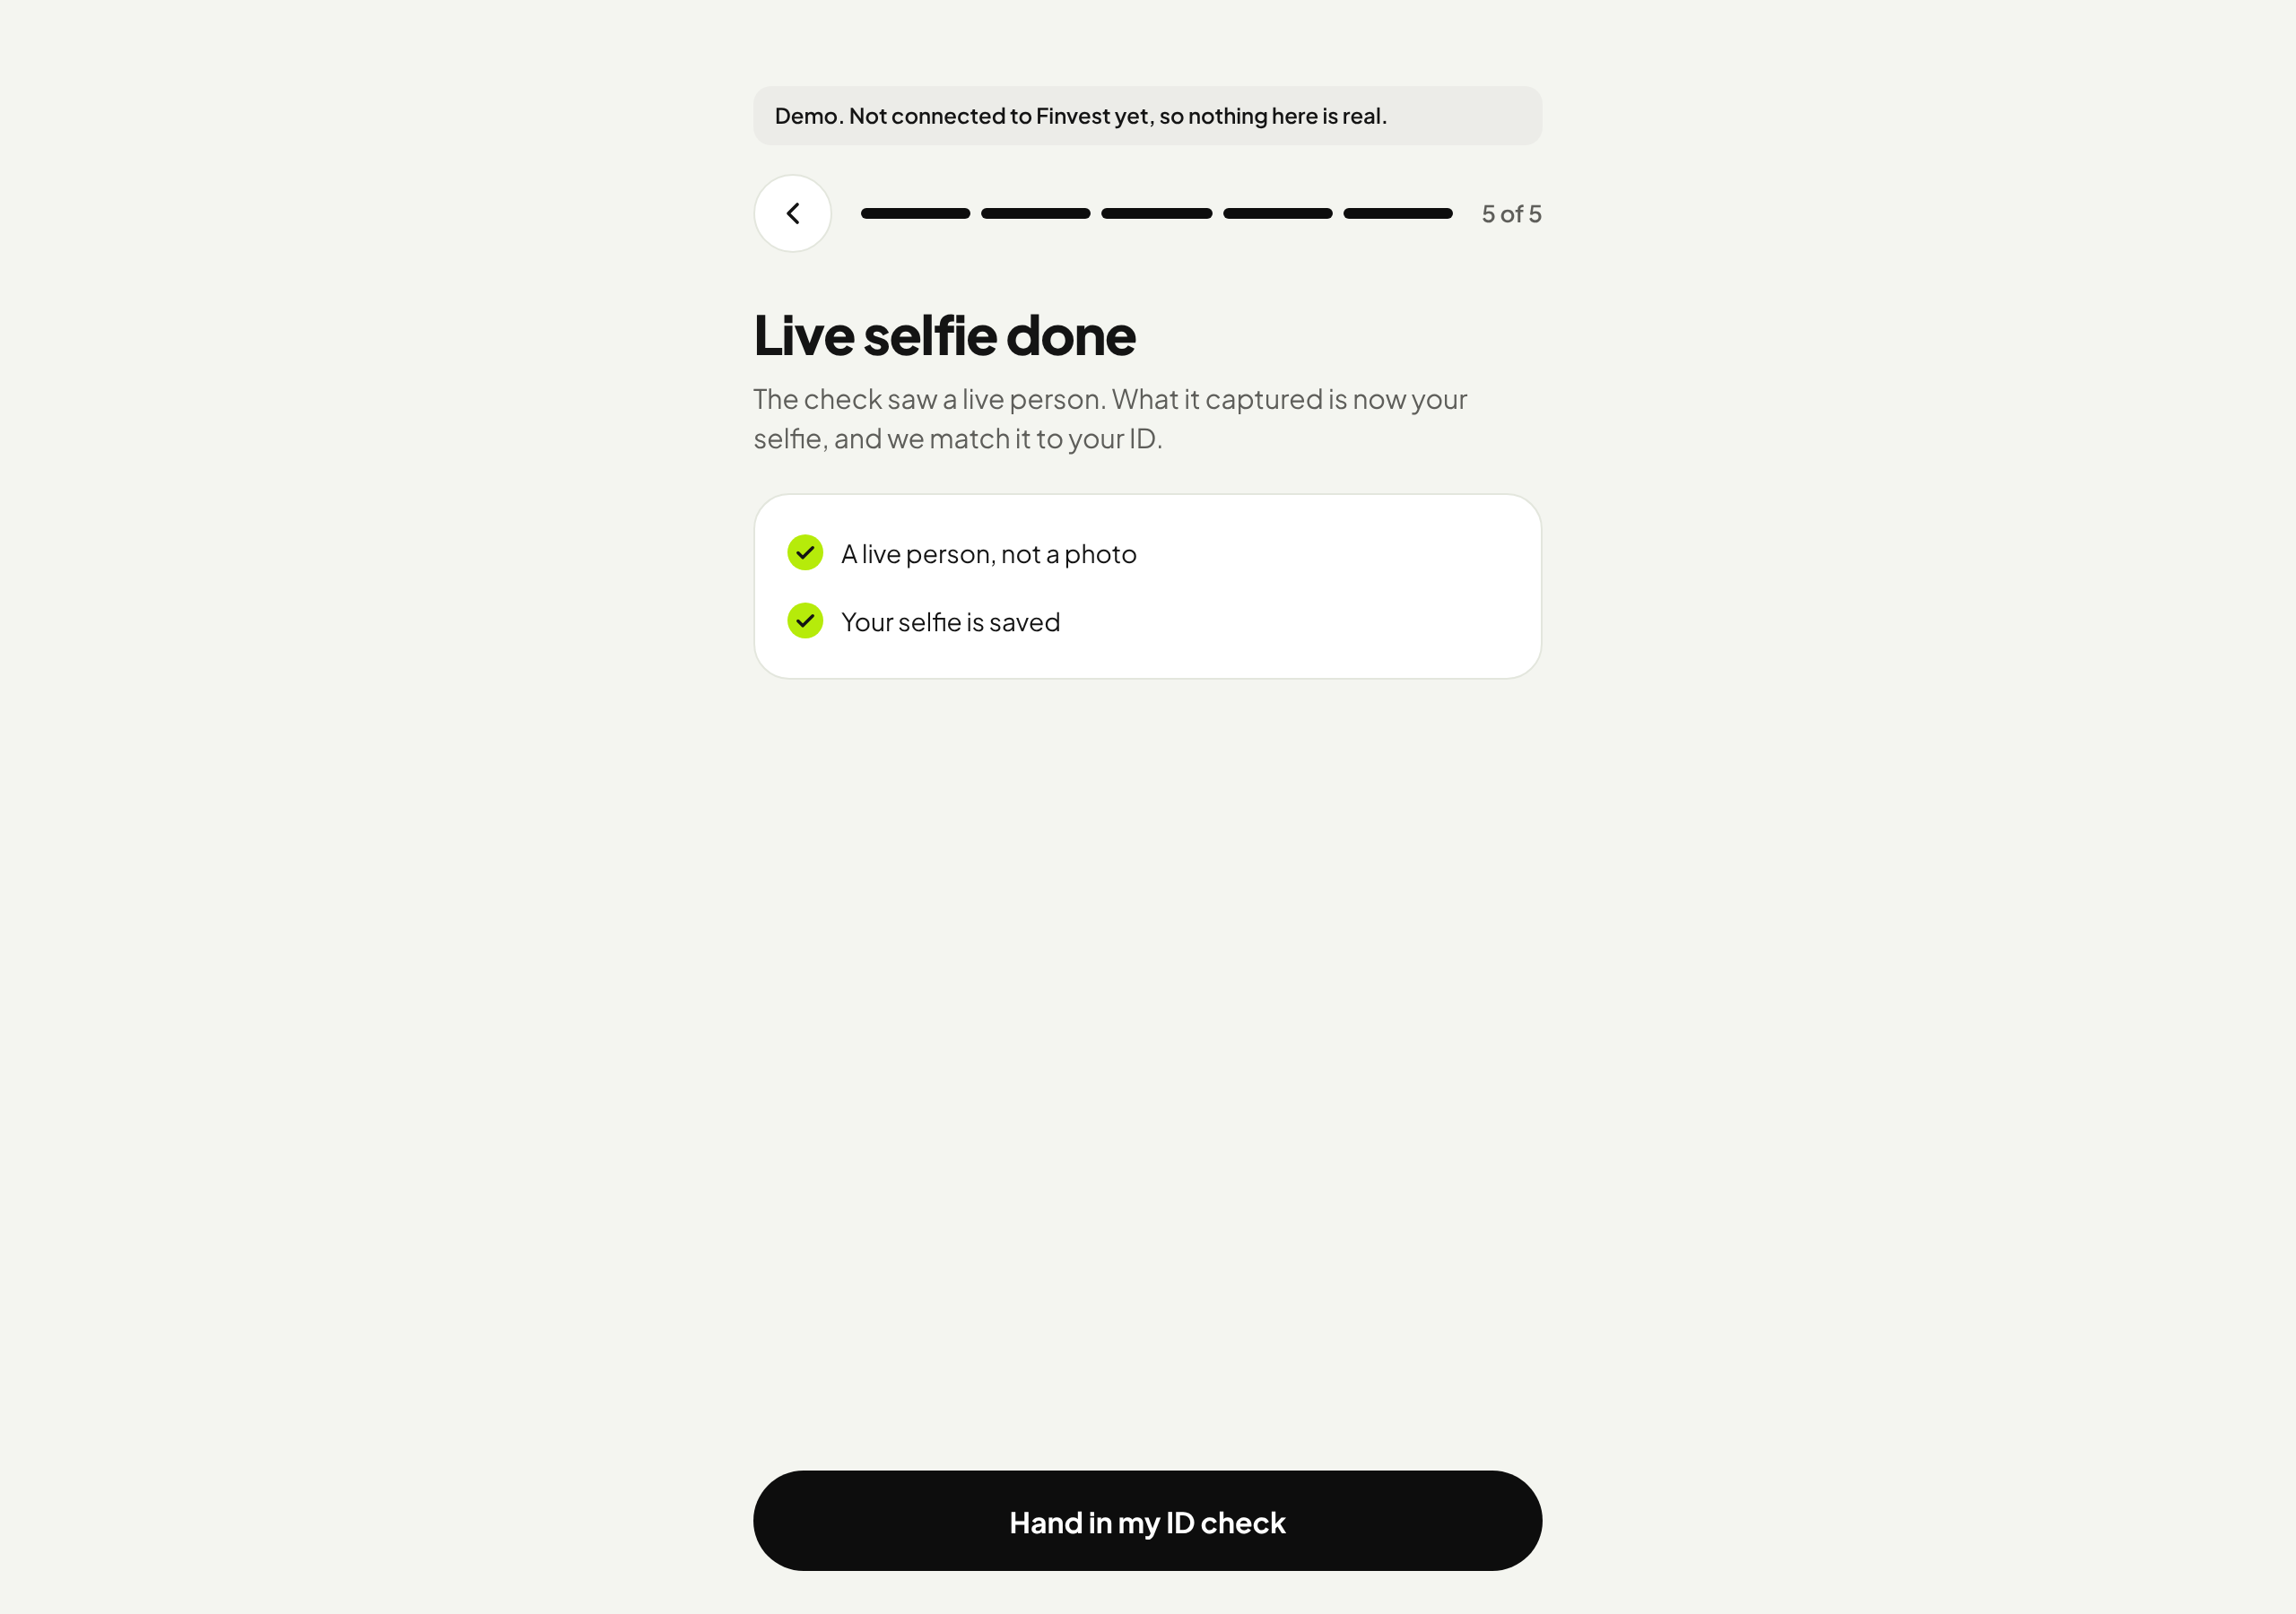 Demo. Not connected to Finvest yet, so nothing here is real.
5 of 5
Live selfie done
The check saw a live person. What it captured is now your
selfie, and we match it to your ID.
A live person, not a photo
Your selfie is saved
Hand in my ID check